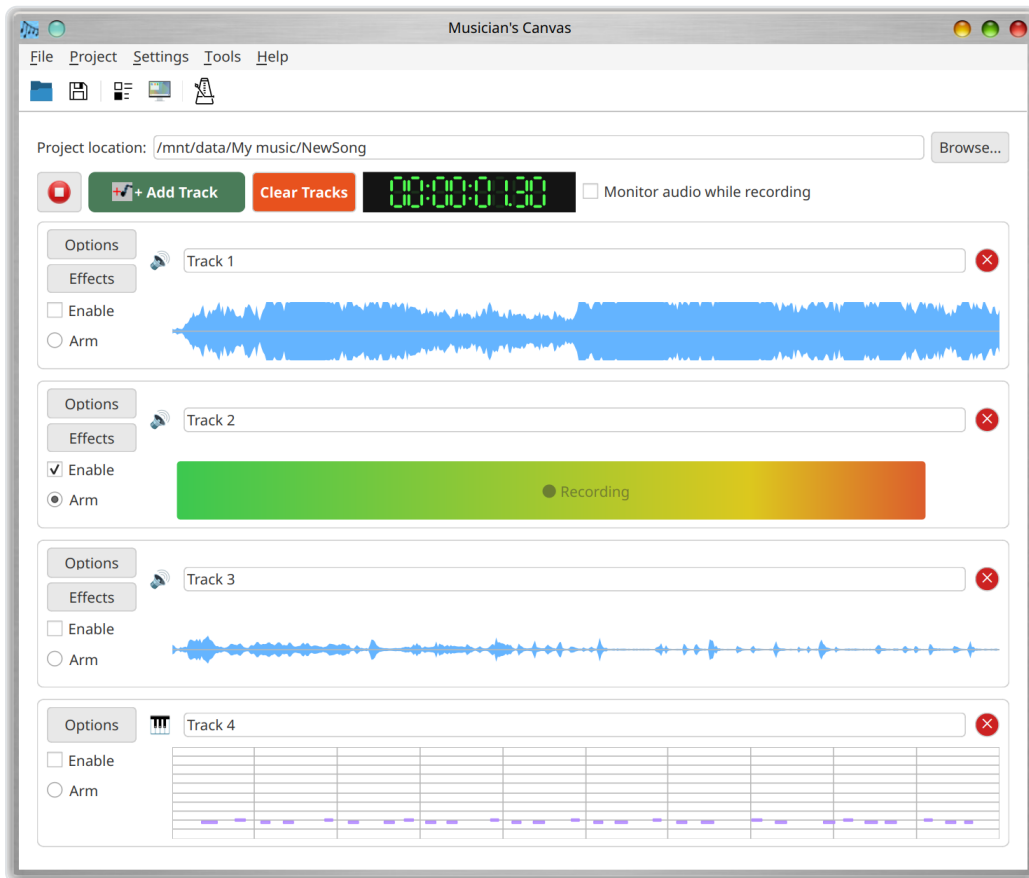 Musician's Canvas
File Project Settings Tools Help
Project location: /mnt/data/My music/NewSong Browse...
+ Add Track Clear Tracks 00:00:01.30 Monitor audio while recording
Options
Track 1
Effects
Enable
Arm
Options
Track 2
Effects
Enable
Recording
Arm
Options
Track 3
Effects
Enable
Arm
Options Track 4
Enable
Arm